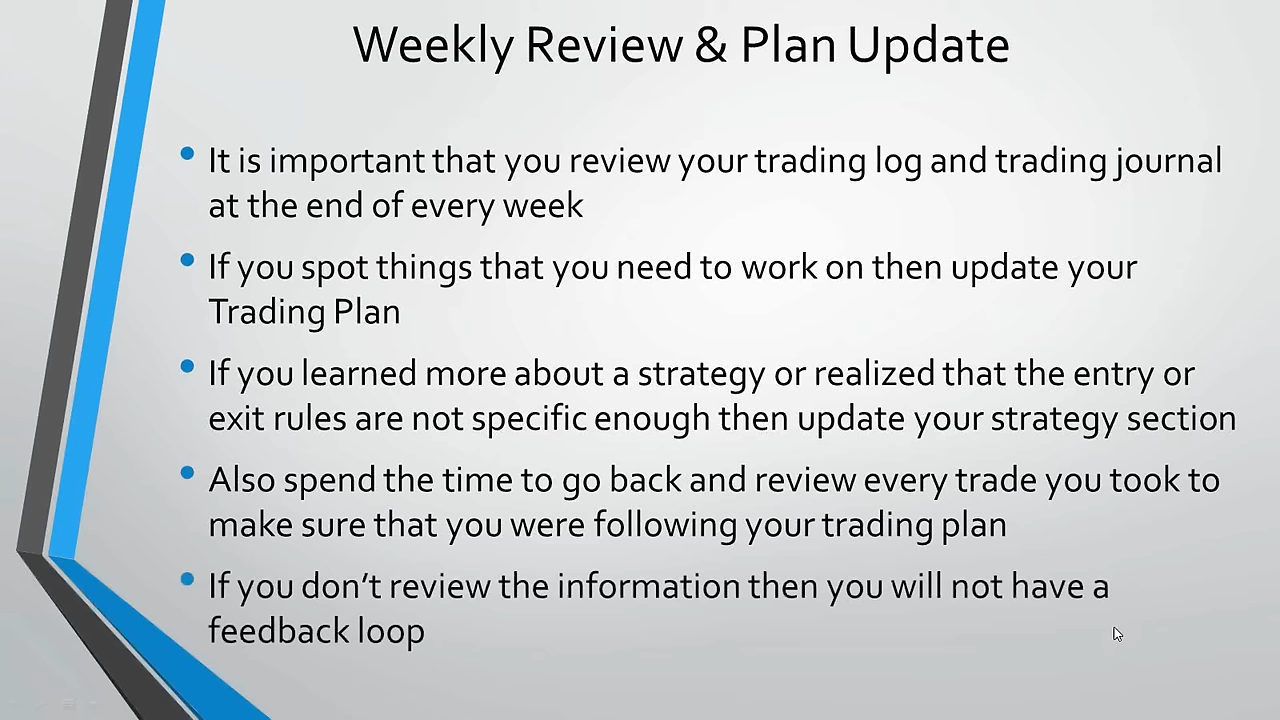 Weekly Review & Plan Update
• It is important that you review your trading log and trading journal
at the end of every week
• If you spot things that you need to work on then update your
Trading Plan
• If you learned more about a strategy or realized that the entry or
exit rules are not specific enough then update your strategy section
• Also spend the time to go back and review every trade you took to
make sure that you were following your trading plan
• If you don’t review the information then you will not have a
feedback loop